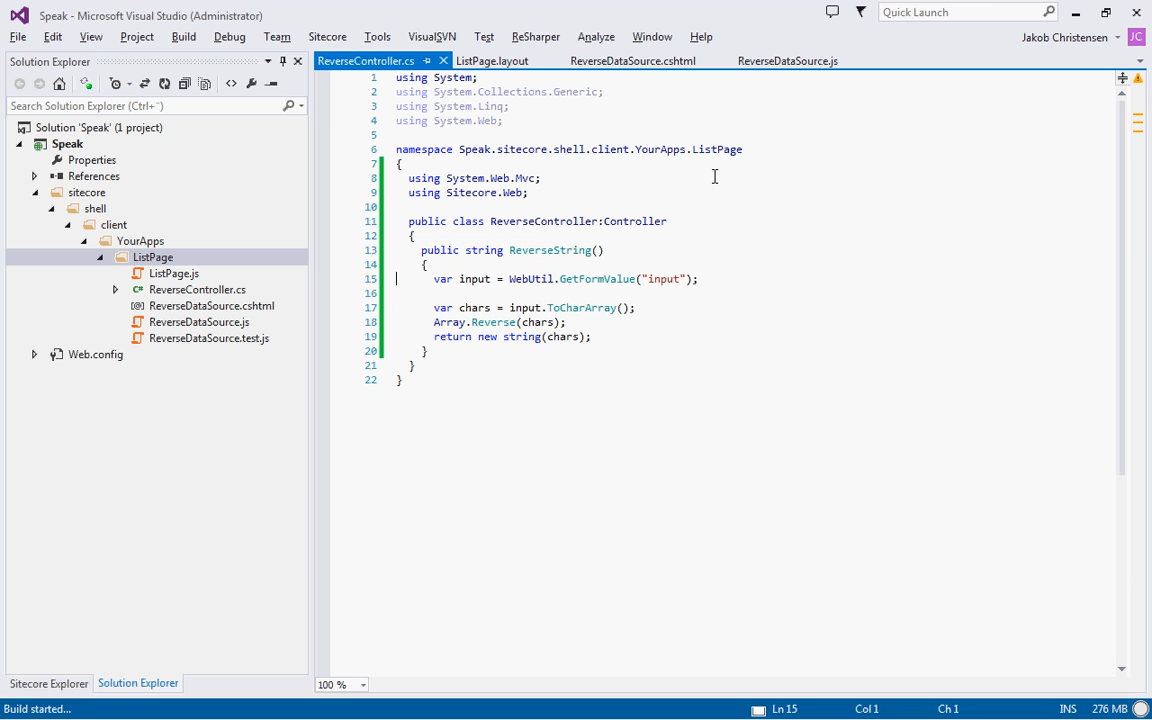 Speak - Microsoft Visual Studio (Administrator)
Quick Launch
File Edit View Project Build Debug Team Sitecore Tools VisualSVN Test ReSharper Analyze Window Help
Jakob Christensen JC
Solution Explorer
Search Solution Explorer (Ctrl+¨)
Solution 'Speak' (1 project)
Speak
Properties
References
sitecore
shell
client
YourApps
ListPage
ListPage.js
ReverseController.cs
ReverseDataSource.cshtml
ReverseDataSource.js
ReverseDataSource.test.js
Web.config
Sitecore Explorer Solution Explorer
ReverseController.cs ListPage.layout ReverseDataSource.cshtml ReverseDataSource.js
1 using System;
2 using System.Collections.Generic;
3 using System.Linq;
4 using System.Web;
5
6 namespace Speak.sitecore.shell.client.YourApps.ListPage
7 {
8 using System.Web.Mvc;
9 using Sitecore.Web;
10
11 public class ReverseController:Controller
12 {
13 public string ReverseString()
14 {
15 var input = WebUtil.GetFormValue("input");
16
17 var chars = input.ToCharArray();
18 Array.Reverse(chars);
19 return new string(chars);
20 }
21 }
22 }
100 %
Build started... Ln 15 Col 1 Ch 1 INS 276 MB